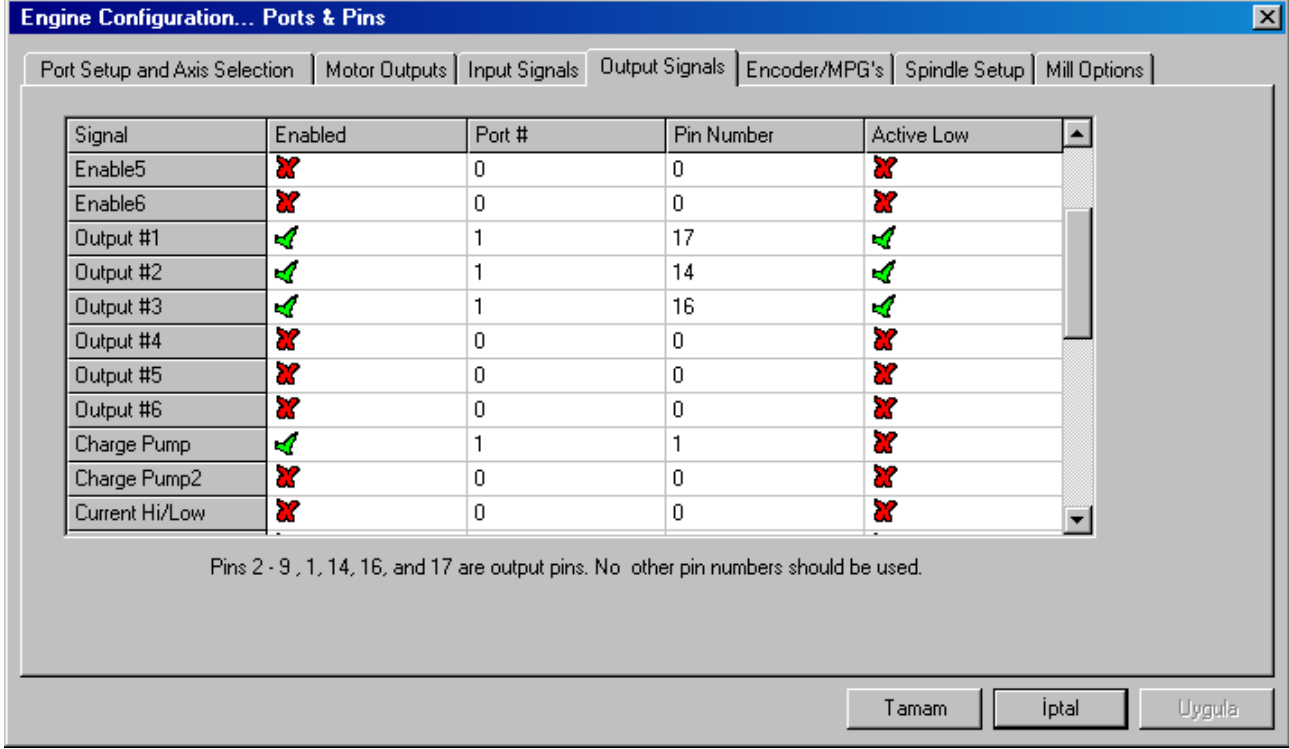 Engine Configuration... Ports & Pins
Port Setup and Axis Selection Motor Outputs Input Signals Output Signals Encoder/MPG's Spindle Setup Mill Options
Signal Enabled Port # Pin Number Active Low
Enable5 0 0
Enable6 0 0
Output #1 1 17
Output #2 1 14
Output #3 1 16
Output #4 0 0
Output #5 0 0
Output #6 0 0
Charge Pump 1 1
Charge Pump2 0 0
Current Hi/Low 0 0
Pins 2 - 9 , 1, 14, 16, and 17 are output pins. No other pin numbers should be used.
Tamam İptal Uygula